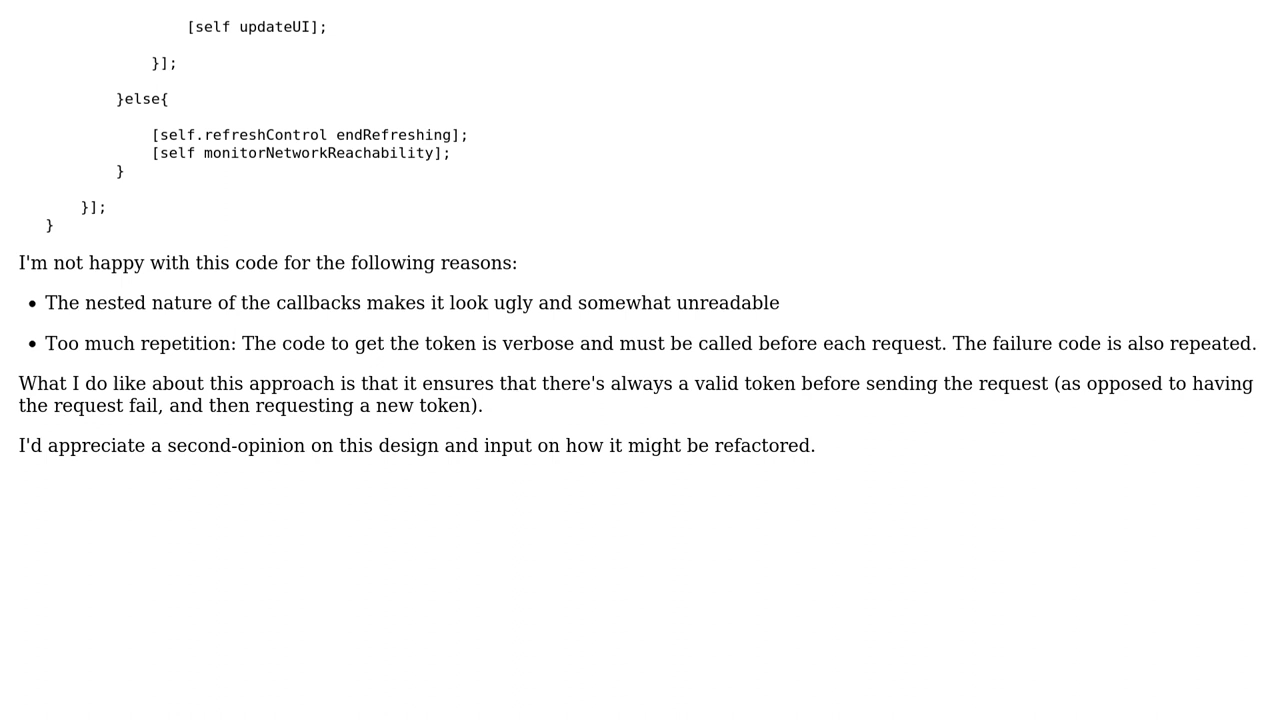 [self updateUI];
}];
}else{
[self.refreshControl endRefreshing];
[self monitorNetworkReachability];
}
}];
}
I'm not happy with this code for the following reasons:
• The nested nature of the callbacks makes it look ugly and somewhat unreadable
• Too much repetition: The code to get the token is verbose and must be called before each request. The failure code is also repeated.
What I do like about this approach is that it ensures that there's always a valid token before sending the request (as opposed to having
the request fail, and then requesting a new token).
I'd appreciate a second-opinion on this design and input on how it might be refactored.